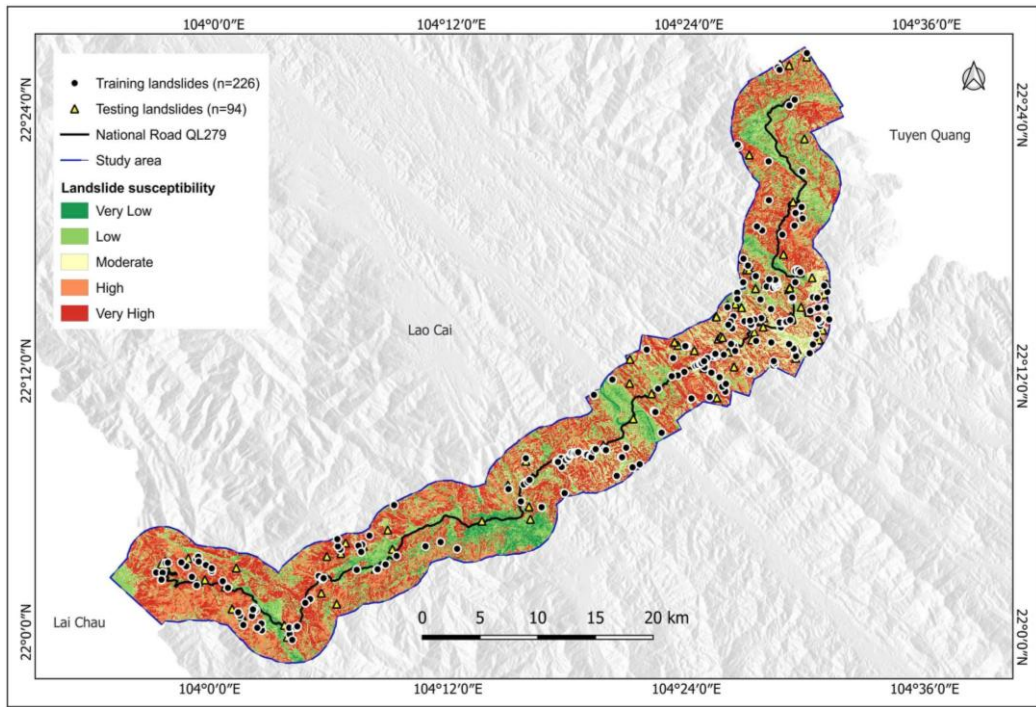 104°0′0″E 104°12′0″E 104°24′0″E 104°36′0″E
22°24′0″N
22°12′0″N
22°0′0″N
Training landslides (n=226)
Testing landslides (n=94)
National Road QL279
Study area
Landslide susceptibility
Very Low
Low
Moderate
High
Very High
Tuyen Quang
Lao Cai
Lai Chau
0 5 10 15 20 km
22°24′0″N
22°12′0″N
22°0′0″N
104°0′0″E 104°12′0″E 104°24′0″E 104°36′0″E